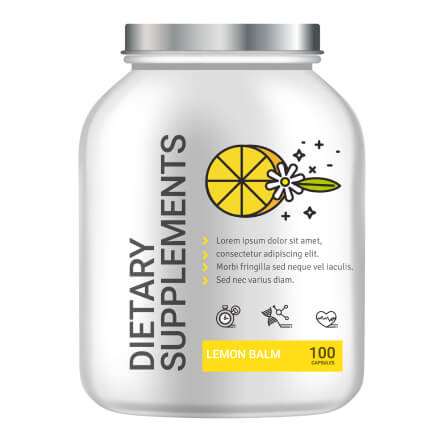 DIETARY
SUPPLEMENTS
Lorem ipsum dolor sit amet,
consectetur adipiscing elit.
Morbi fringilla sed neque vel iaculis.
Sed nec varius diam.
LEMON BALM
100
CAPSULES